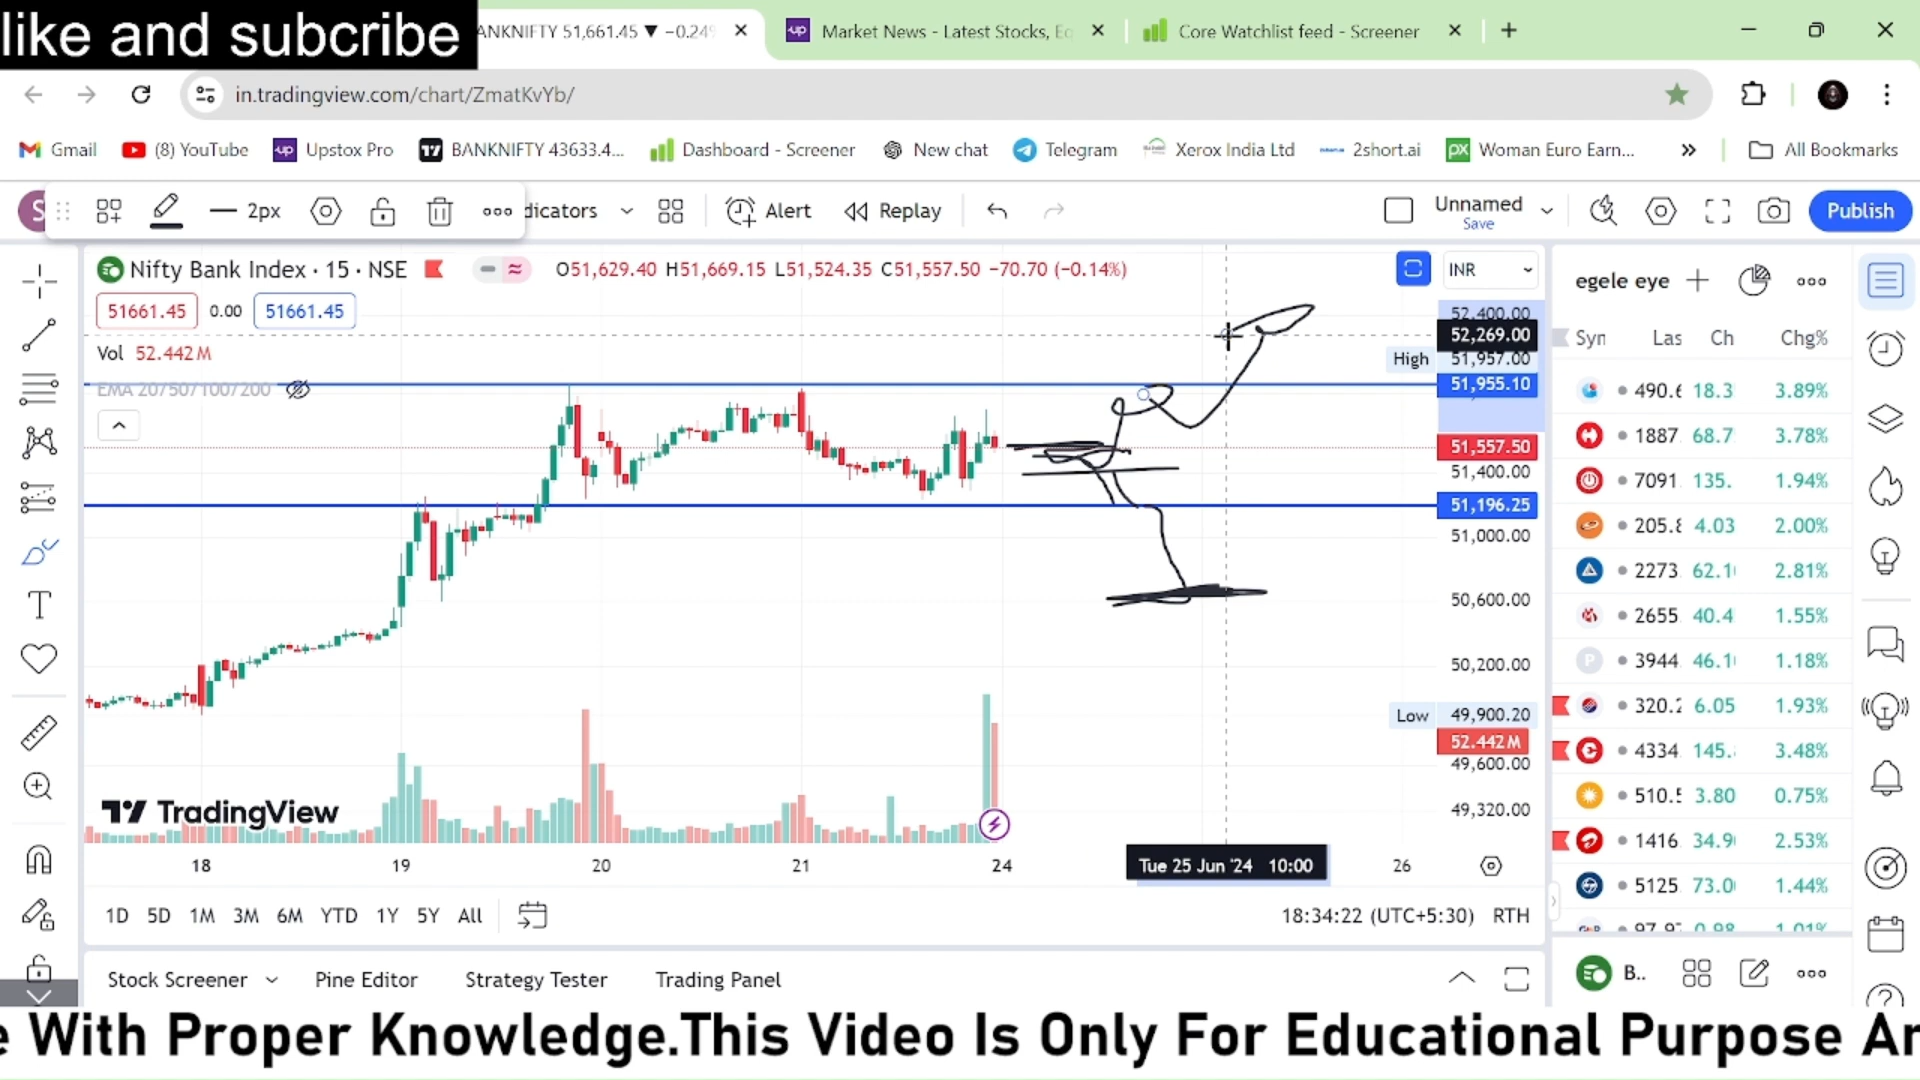 like and subcribe
ANKNIFTY 51,661.45 ▼ −0.24%
Market News - Latest Stocks, Eq
Core Watchlist feed - Screener
in.tradingview.com/chart/ZmatKvYb/
Gmail
(8) YouTube
Upstox Pro
BANKNIFTY 43633.4...
Dashboard - Screener
New chat
Telegram
Xerox India Ltd
2short.ai
Woman Euro Earn...
All Bookmarks
S
2px
dicators
Alert
Replay
Unnamed
Save
Publish
Nifty Bank Index · 15 · NSE
O51,629.40 H51,669.15 L51,524.35 C51,557.50 −70.70 (−0.14%)
INR
51661.45 0.00 51661.45
Vol 52.442M
EMA 20/50/100/200
52,400.00
52,269.00
High 51,957.00
51,955.10
51,557.50
51,400.00
51,196.25
51,000.00
50,600.00
50,200.00
Low 49,900.20
52.442M
49,600.00
49,320.00
TradingView
18 19 20 21 24 Tue 25 Jun '24 10:00 26
1D 5D 1M 3M 6M YTD 1Y 5Y All
18:34:22 (UTC+5:30) RTH
Stock Screener
Pine Editor
Strategy Tester
Trading Panel
egele eye
Syn Las Ch Chg%
490.6 18.3 3.89%
1887. 68.7 3.78%
7091. 135. 1.94%
205.8 4.03 2.00%
2273. 62.1 2.81%
2655. 40.4 1.55%
P 3944. 46.1 1.18%
320.2 6.05 1.93%
4334. 145. 3.48%
510.5 3.80 0.75%
1416. 34.9 2.53%
5125. 73.0 1.44%
B..
e With Proper Knowledge.This Video Is Only For Educational Purpose An